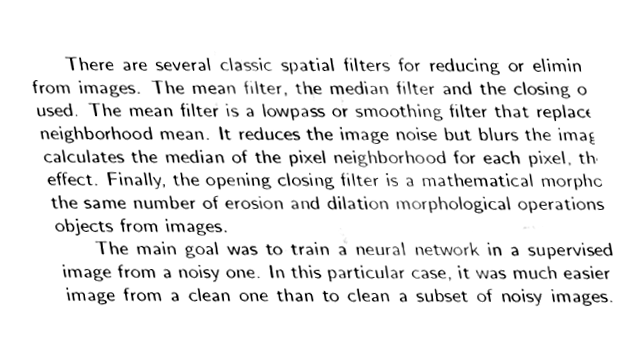 There are several classic spatial filters for reducing or elimin
from images. The mean filter, the median filter and the closing o
used. The mean filter is a lowpass or smoothing filter that replac
neighborhood mean. It reduces the image noise but blurs the imag
calculates the median of the pixel neighborhood for each pixel, th
effect. Finally, the opening closing filter is a mathematical morpho
the same number of erosion and dilation morphological operations
objects from images.
The main goal was to train a neural network in a supervised
image from a noisy one. In this particular case, it was much easier
image from a clean one than to clean a subset of noisy images.